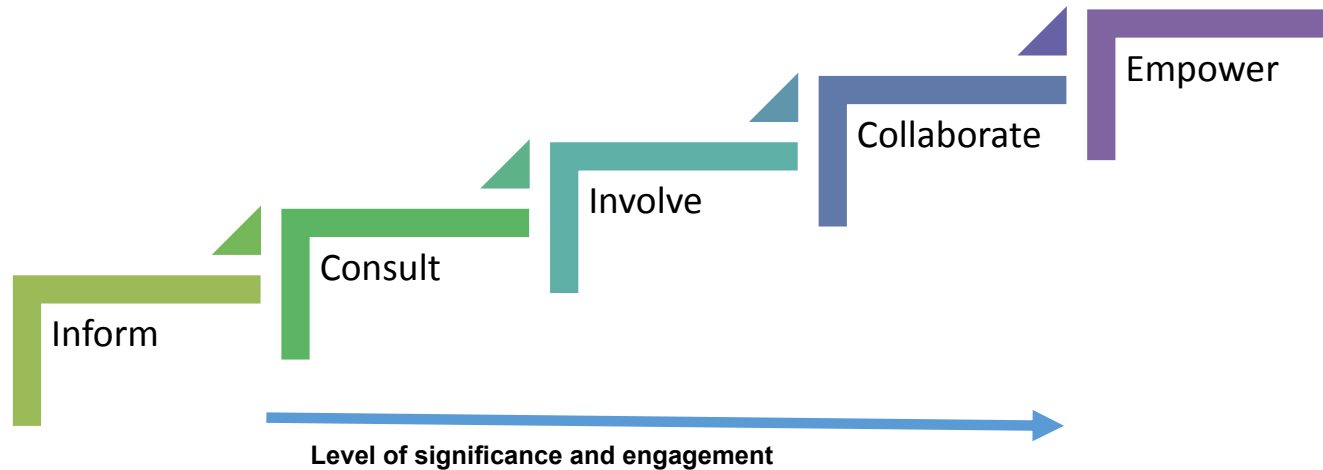 Inform
Consult
Involve
Collaborate
Empower
Level of significance and engagement